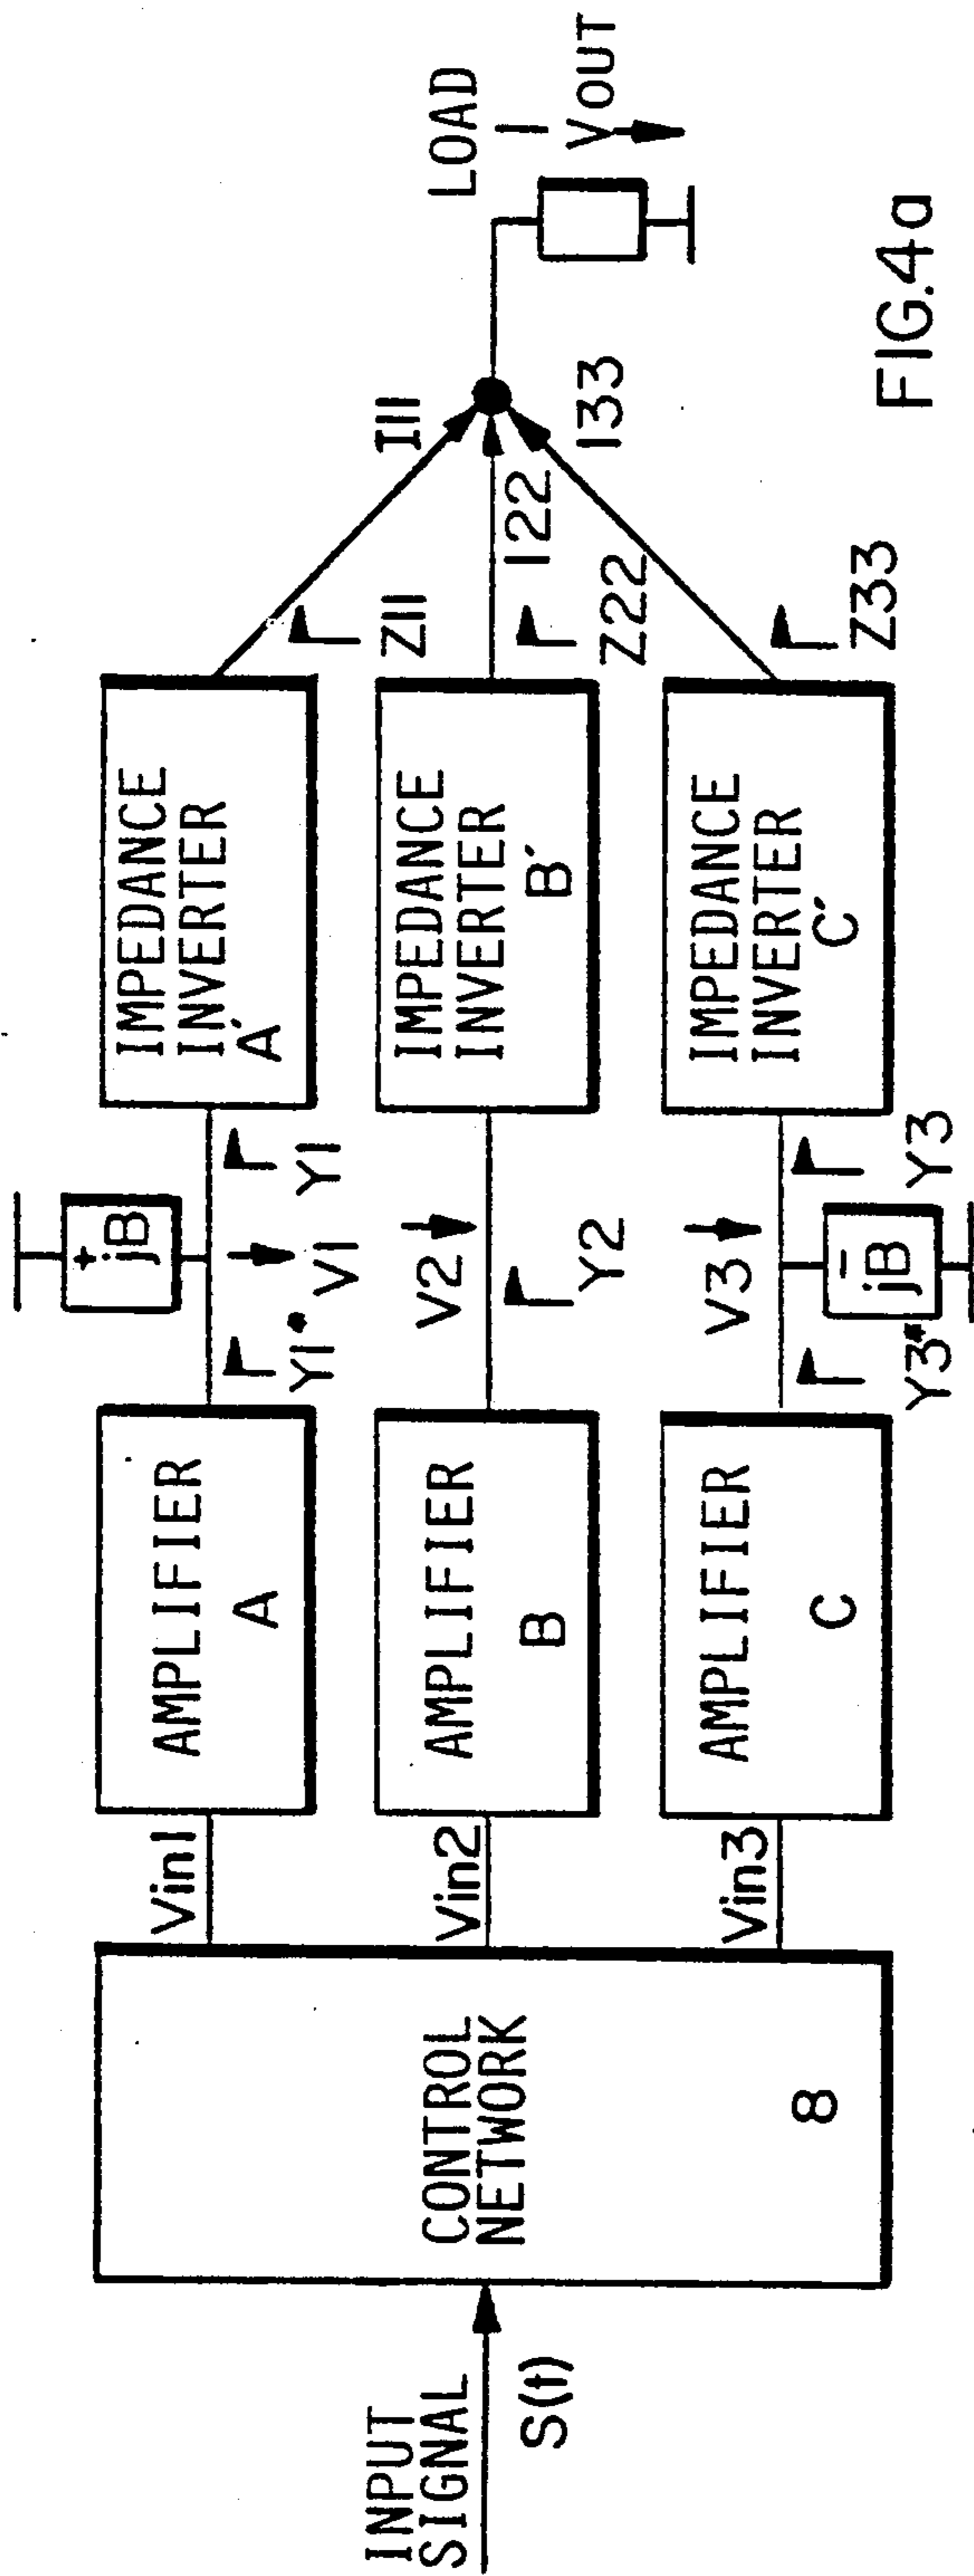 INPUT
SIGNAL
S(t)
CONTROL
NETWORK
8
Vin1
Vin2
Vin3
AMPLIFIER
A
AMPLIFIER
B
AMPLIFIER
C
+
jB
Y1*
V1
Y1
V2
Y2
V3
Y3*
-
jB
Y3
IMPEDANCE
INVERTER
A'
IMPEDANCE
INVERTER
B'
IMPEDANCE
INVERTER
C'
Z11
Z22
Z33
I11
I22
I33
LOAD
VOUT
FIG.4a